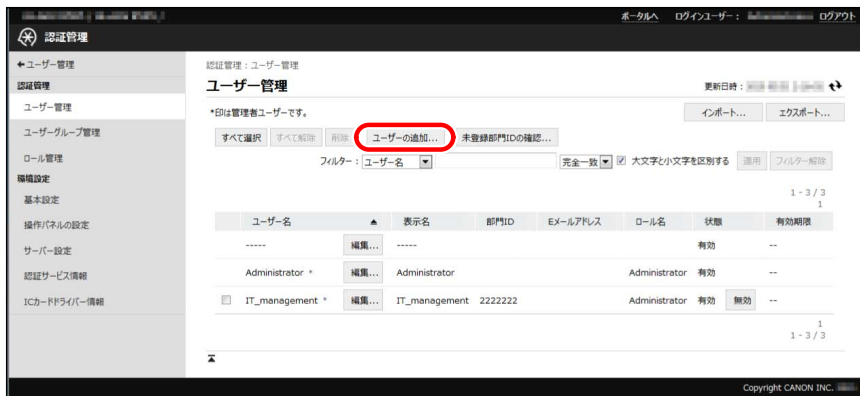 ポータルへ ログインユーザー： ログアウト
認証管理
ユーザー管理
認証管理
ユーザー管理
ユーザーグループ管理
ロール管理
環境設定
基本設定
操作パネルの設定
サーバー設定
認証サービス情報
ICカードドライバー情報
認証管理：ユーザー管理
ユーザー管理
更新日時：
*印は管理者ユーザーです。
インポート... エクスポート...
すべて選択 すべて解除 削除 ユーザーの追加... 未登録部門IDの確認...
フィルター： ユーザー名 完全一致 大文字と小文字を区別する 適用 フィルター解除
1 - 3 / 3
1
ユーザー名 表示名 部門ID Eメールアドレス ロール名 状態 有効期限
----- 編集... ----- 有効 --
Administrator * 編集... Administrator Administrator 有効 --
IT_management * 編集... IT_management 2222222 Administrator 有効 無効 --
1
1 - 3 / 3
Copyright CANON INC.